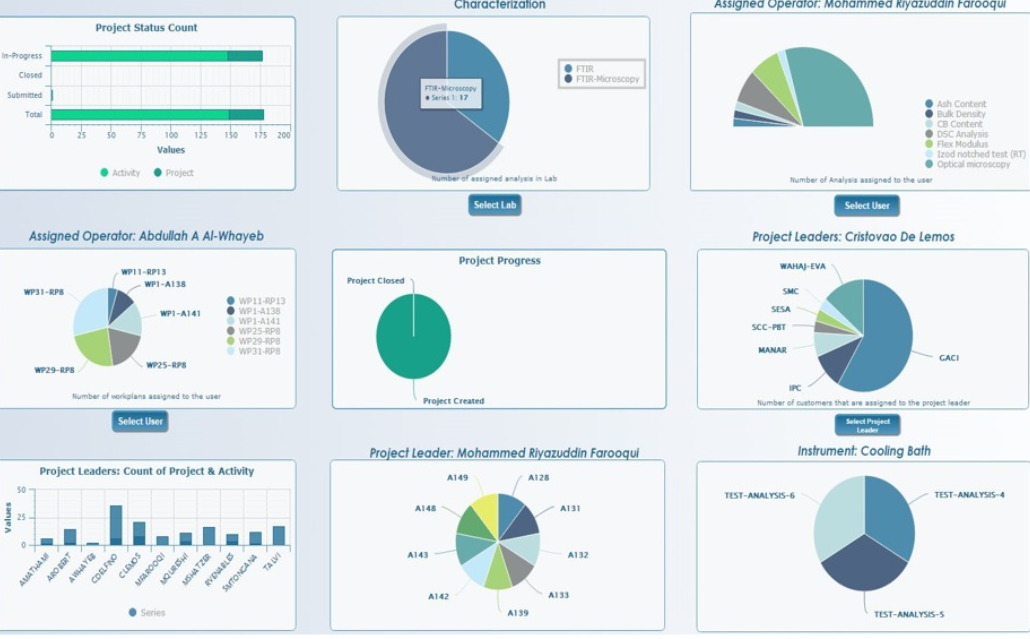 Characterization
Assigned Operator: Mohammed Riyazuddin Farooqui
Project Status Count
In-Progress
Closed
Submitted
Total
0 25 50 75 100 125 150 175 200
Values
Activity Project
FTIR-Microscopy
Series 1: 17
FTIR
FTIR-Microscopy
Number of assigned analysis in Lab
Select Lab
Ash Content
Bulk Density
CB Content
DSC Analysis
Flex Modulus
Izod notched test (RT)
Optical microscopy
Number of Analysis assigned to the user
Select User
Assigned Operator: Abdullah A Al-Whayeb
WP11-RP13
WP1-A138
WP1-A141
WP25-RP8
WP29-RP8
WP31-RP8
WP11-RP13
WP1-A138
WP1-A141
WP25-RP8
WP29-RP8
WP31-RP8
Number of workplans assigned to the user
Select User
Project Progress
Project Closed
Project Created
Project Leaders: Cristovao De Lemos
WAHAJ-EVA
SMC
SESA
SCC-PBT
MANAR
IPC
GACI
Number of customers that are assigned to the project leader
Select Project
Leader
Project Leaders: Count of Project & Activity
50
25
0
Values
AROBERT
AWHAYEB
CDELFINO
CLEMOS
MFAROOQI
MQURESHI
MSHATZER
RVENABLES
SMTONGANA
TALVI
Series
Project Leader: Mohammed Riyazuddin Farooqui
A149
A128
A148
A131
A143
A132
A142
A133
A139
Instrument: Cooling Bath
TEST-ANALYSIS-6
TEST-ANALYSIS-4
TEST-ANALYSIS-5